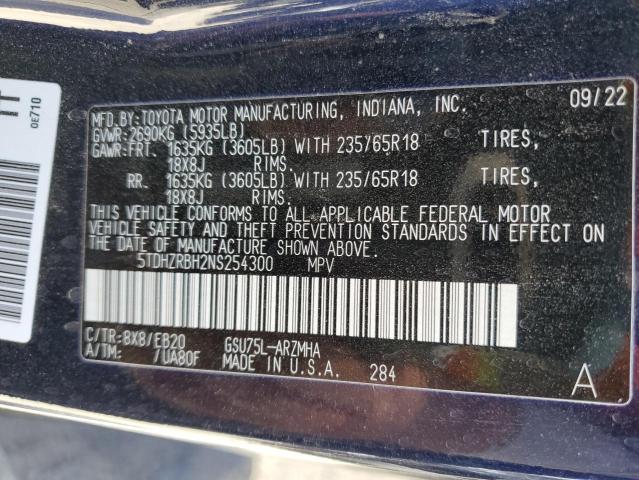 MFD. BY:TOYOTA MOTOR MANUFACTURING, INDIANA, INC. 09/22
GVWR:2690KG (5935LB)
GAWR:FRT. 1635KG (3605LB) WITH 235/65R18 TIRES,
18X8J RIMS.
RR. 1635KG (3605LB) WITH 235/65R18 TIRES,
18X8J RIMS.
THIS VEHICLE CONFORMS TO ALL APPLICABLE FEDERAL MOTOR
VEHICLE SAFETY AND THEFT PREVENTION STANDARDS IN EFFECT ON
THE DATE OF MANUFACTURE SHOWN ABOVE.
5TDHZRBH2NS254300 MPV
C/TR:8X8/EB20 GSU75L-ARZMHA
A/TM: /UA80F MADE IN U.S.A. 284
A
0E710